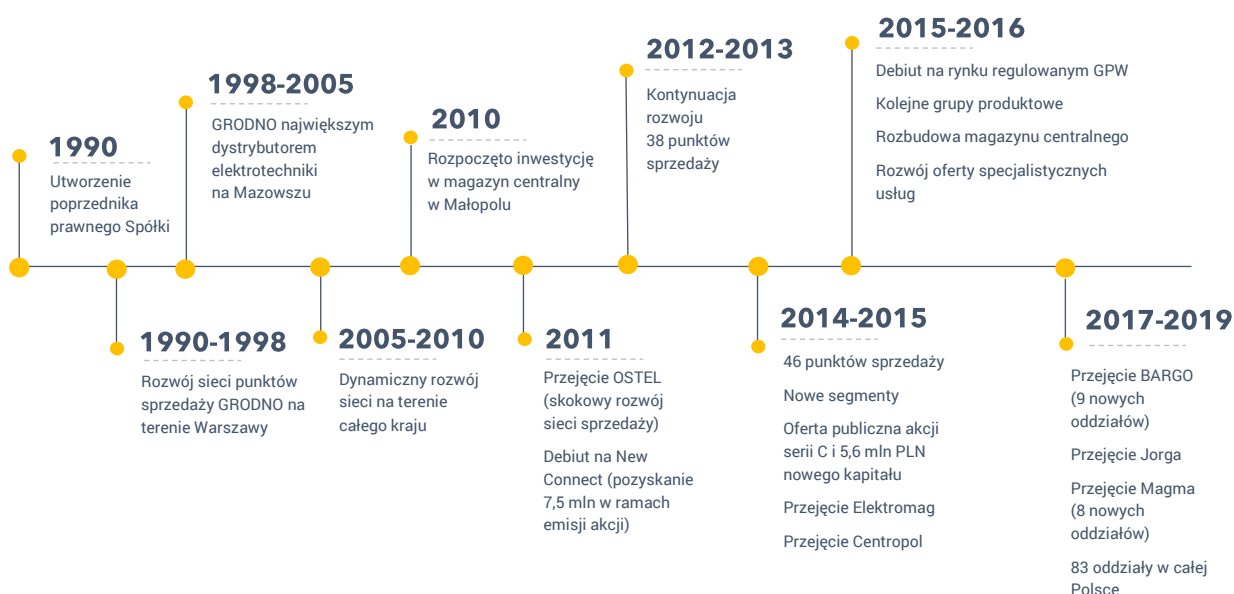 1990
Utworzenie
poprzednika
prawnego Spółki
1990-1998
Rozwój sieci punktów
sprzedaży GRODNO na
terenie Warszawy
1998-2005
GRODNO największym
dystrybutorem
elektrotechniki
na Mazowszu
2005-2010
Dynamiczny rozwój
sieci na terenie
całego kraju
2010
Rozpoczęto inwestycję
w magazyn centralny
w Małopolu
2011
Przejęcie OSTEL
(skokowy rozwój
sieci sprzedaży)
Debiut na New
Connect (pozyskanie
7,5 mln w ramach
emisji akcji)
2012-2013
Kontynuacja
rozwoju
38 punktów
sprzedaży
2014-2015
46 punktów sprzedaży
Nowe segmenty
Oferta publiczna akcji
serii C i 5,6 mln PLN
nowego kapitału
Przejęcie Elektromag
Przejęcie Centropol
2015-2016
Debiut na rynku regulowanym GPW
Kolejne grupy produktowe
Rozbudowa magazynu centralnego
Rozwój oferty specjalistycznych
usług
2017-2019
Przejęcie BARGO
(9 nowych
oddziałów)
Przejęcie Jorga
Przejęcie Magma
(8 nowych
oddziałów)
83 oddziały w całej
Polsce